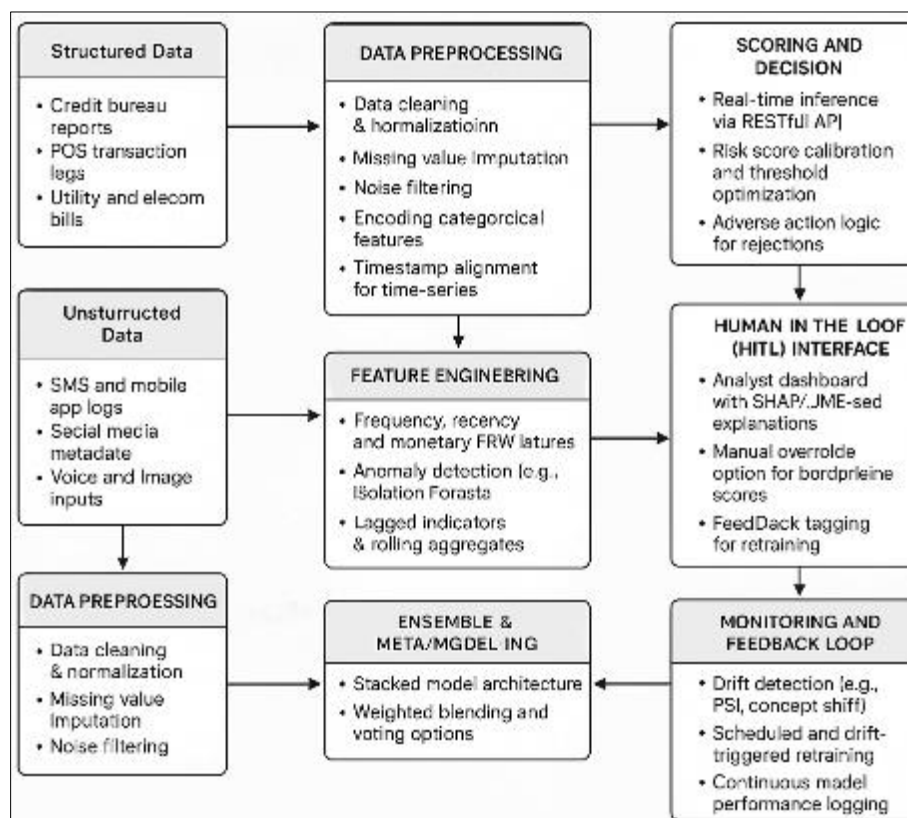 Structured Data
• Credit bureau
reports
• POS transaction
legs
• Utility and elecom
bills
DATA PREPROCESSING
• Data cleaning
& hormalizatioinn
• Missing value Imputation
• Noise filtering
• Encoding categorcical
features
• Timestamp alignment
for time-series
SCORING AND
DECISION
• Real-time inference
via RESTfull API
• Risk score calibration
and threshold
optimization
• Adverse action logic
for rejections
Unsturructed
Data
• SMS and mobile
app logs
• Secial media
metadate
• Voice and Image
inputs
FEATURE ENGINEBRING
• Frequency, recency
and monetary FRW latures
• Anomaly detection (e.g.,
ISolation Forasta
• Lagged indicators
& rolling aggregates
HUMAN IN THE LOOF
(HITL) INTERFACE
• Analyst dashboard
with SHAP/.JME-sed
explanations
• Manual overrolde
option for bordprleine
scores
• FeedDack tagging
for retraining
DATA PREPROESSING
• Data cleaning
& normalization
• Missing value
Imputation
• Noise filtering
ENSEMBLE &
META/MGDEL-ING
• Stacked model architecture
• Weighted blending and
voting options
MONITORING AND
FEEDBACK LOOP
• Drift detection (e.g.,
PSI, concept shiff)
• Scheduled and drift-
triggered retraining
• Continuous madel
performance logging